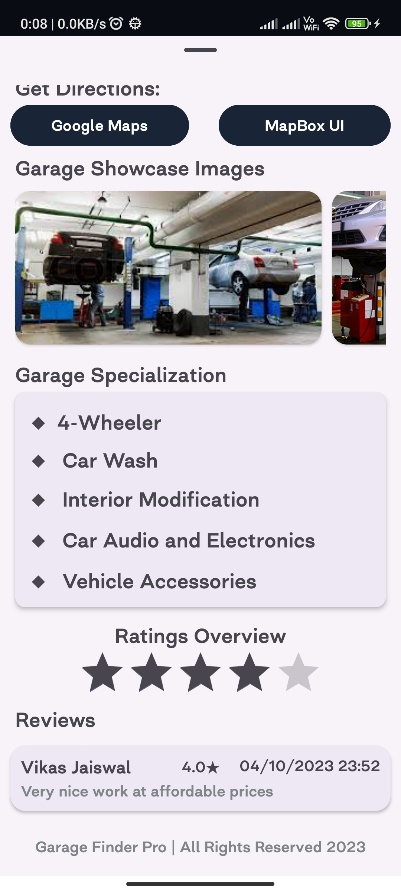 0:08 | 0.0KB/s
Vo
WiFi
95
Get Directions:
Google Maps
MapBox UI
Garage Showcase Images
Garage Specialization
◆ 4-Wheeler
◆ Car Wash
◆ Interior Modification
◆ Car Audio and Electronics
◆ Vehicle Accessories
Ratings Overview
Reviews
Vikas Jaiswal 4.0★ 04/10/2023 23:52
Very nice work at affordable prices
Garage Finder Pro | All Rights Reserved 2023